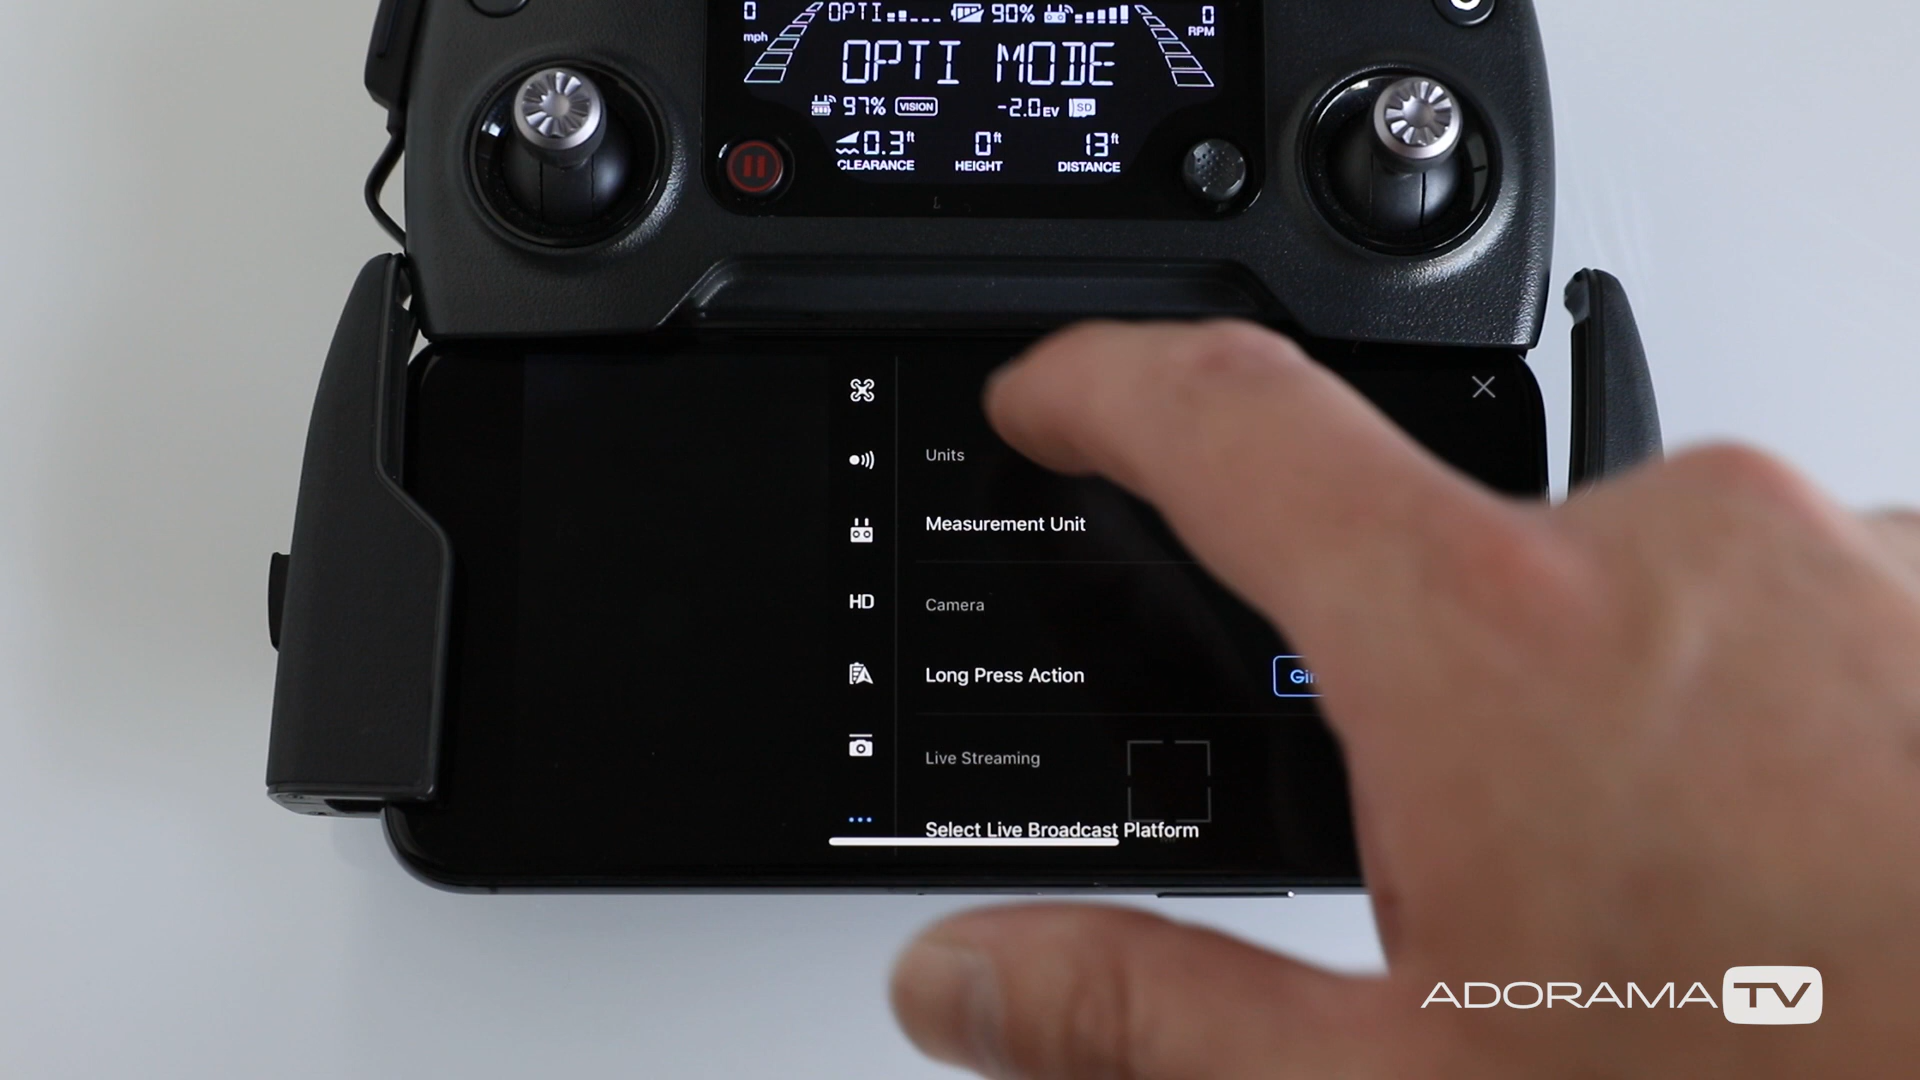 0 OPTI 90% 0
mph RPM
OPTI MODE
97% VISION -2.0EV SD
0.3ft 0ft 13ft
CLEARANCE HEIGHT DISTANCE
Units
Measurement Unit
HD
Camera
Long Press Action
Live Streaming
Select Live Broadcast Platform
ADORAMA TV